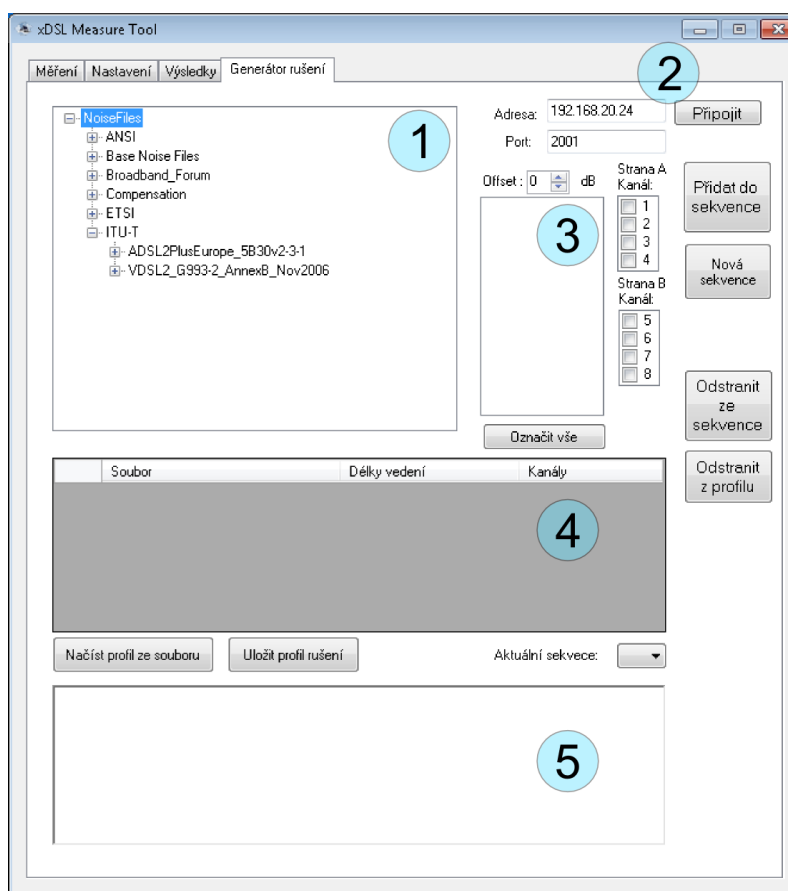 xDSL Measure Tool
Měření Nastavení Výsledky Generátor rušení
2
1
NoiseFiles
ANSI
Base Noise Files
Broadband_Forum
Compensation
ETSI
ITU-T
ADSL2PlusEurope_5B30v2-3-1
VDSL2_G993-2_AnnexB_Nov2006
Adresa: 192.168.20.24 Připojit
Port: 2001
Offset : 0 dB
3
Strana A
Kanál:
1
2
3
4
Strana B
Kanál:
5
6
7
8
Označit vše
Přidat do
sekvence
Nová
sekvence
Odstranit
ze
sekvence
Odstranit
z profilu
Soubor Délky vedení Kanály
4
Načíst profil ze souboru Uložit profil rušení Aktuální sekvece:
5